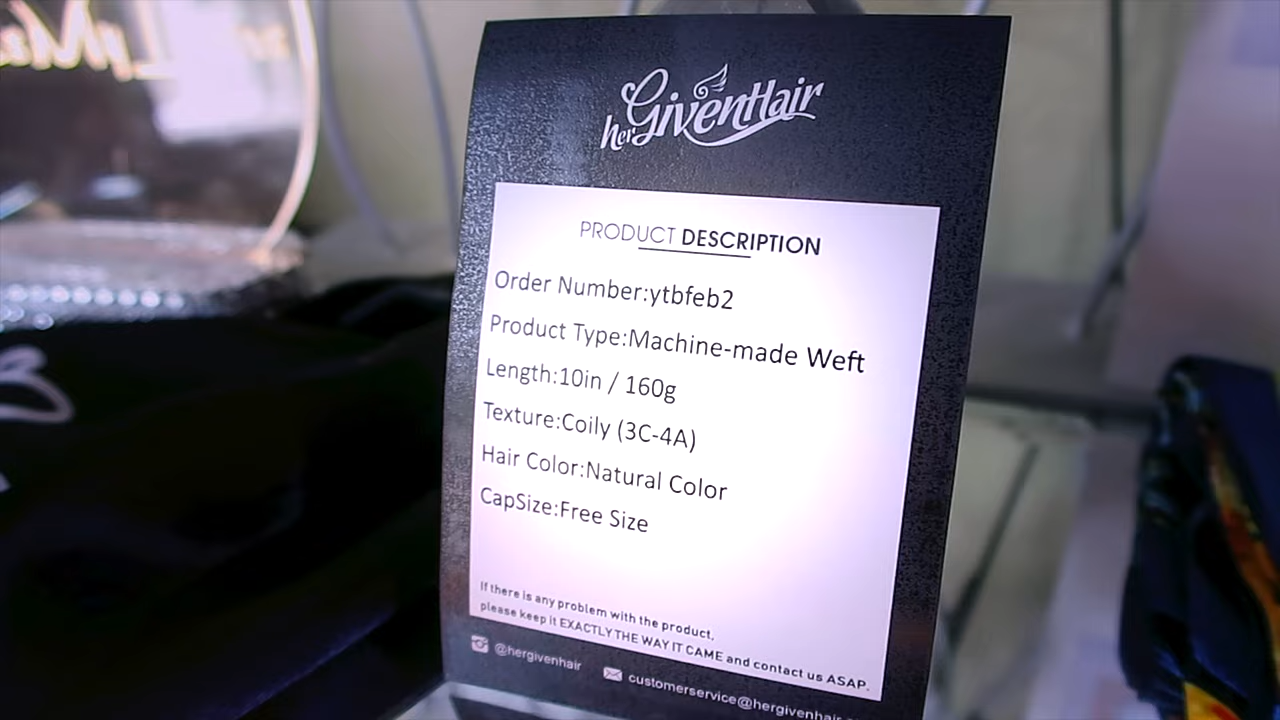 herGivenHair
PRODUCT DESCRIPTION
Order Number:ytbfeb2
Product Type:Machine-made Weft
Length:10in / 160g
Texture:Coily (3C-4A)
Hair Color:Natural Color
CapSize:Free Size
If there is any problem with the product,
please keep it EXACTLY THE WAY IT CAME and contact us ASAP.
@hergivenhair
customerservice@hergivenhair